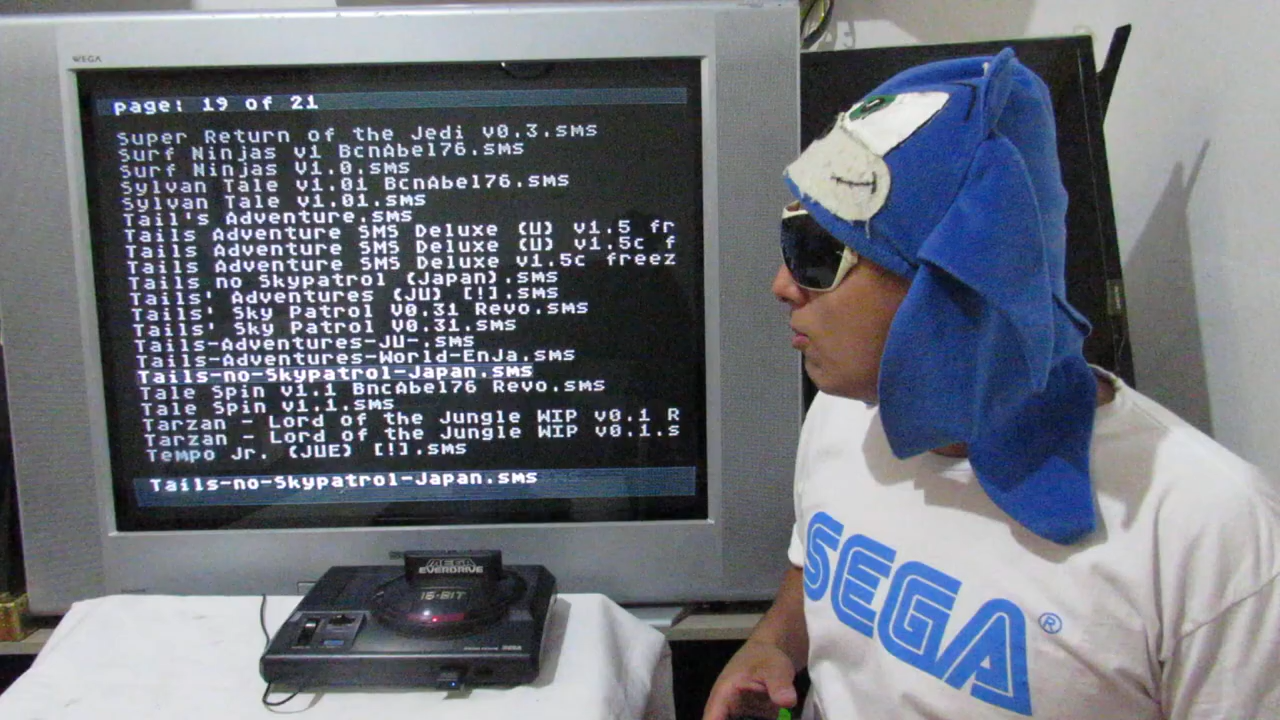 WEGA
page: 19 of 21
Super Return of the Jedi V0.3.sms
Surf Ninjas v1 BcnAbel76.sms
Surf Ninjas V1.0.sms
Sylvan Tale v1.01 BcnAbel76.sms
Sylvan Tale v1.01.sms
Tail's Adventure.sms
Tails Adventure SMS Deluxe (U) v1.5 fr
Tails Adventure SMS Deluxe (U) v1.5c f
Tails Adventure SMS Deluxe v1.5c freez
Tails no Skypatrol (Japan).sms
Tails' Adventures (JU) [!].sms
Tails' Sky Patrol V0.31 Revo.sms
Tails' Sky Patrol V0.31.sms
Tails-Adventures-JU-.sms
Tails-Adventures-World-EnJa.sms
Tails-no-Skypatrol-Japan.sms
Tale Spin v1.1 BncAbel76 Revo.sms
Tale Spin v1.1.sms
Tarzan - Lord of the Jungle WIP v0.1 R
Tarzan - Lord of the Jungle WIP v0.1.s
Tempo Jr. (JUE) [!].sms
Tails-no-Skypatrol-Japan.sms
MEGA
EVERDRIVE
16-BIT
SEGA
SEGA®